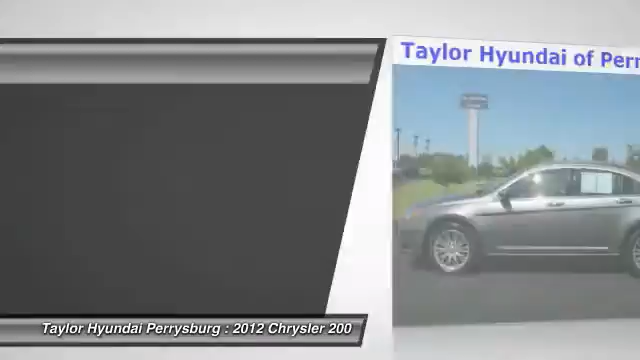 Taylor Hyundai of Perr
Taylor Hyundai Perrysburg : 2012 Chrysler 200